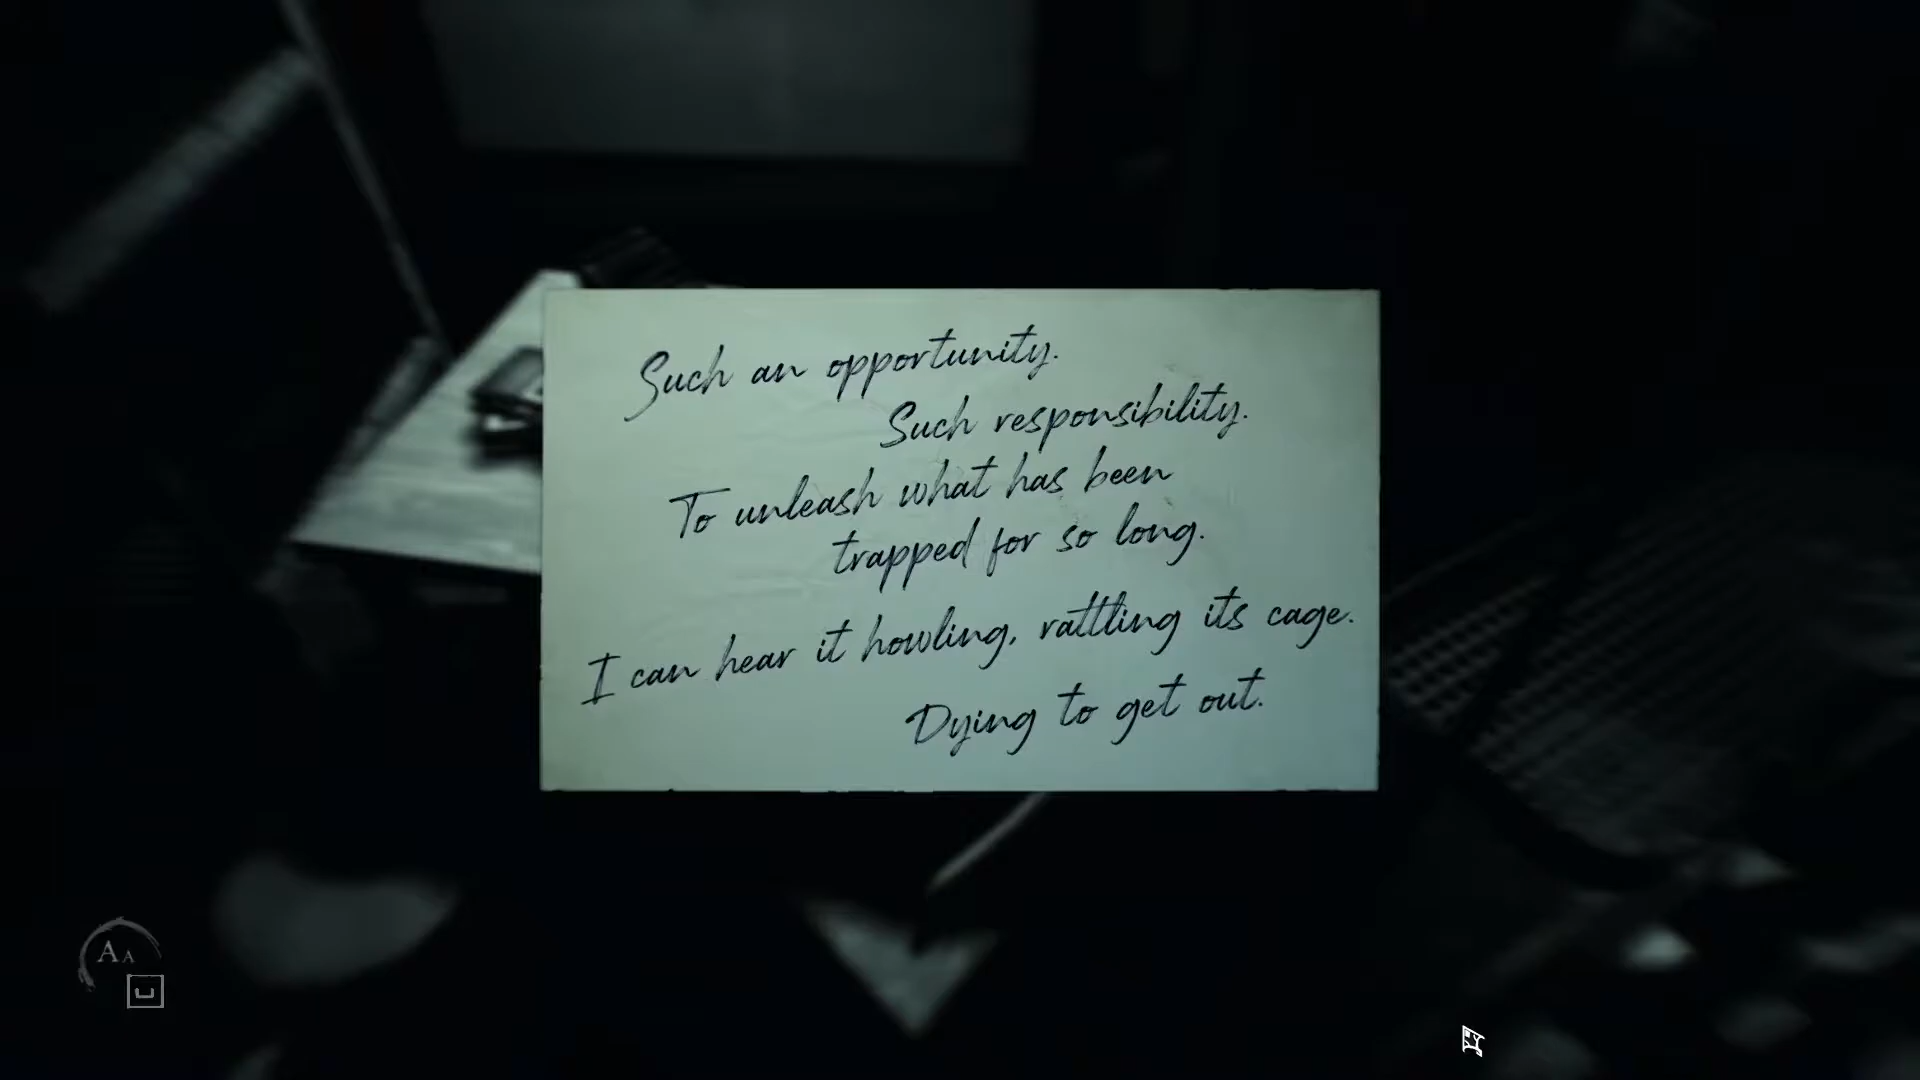 Such an opportunity.
Such responsibility.
To unleash what has been
trapped for so long.
I can hear it howling, rattling its cage.
Dying to get out.
AA